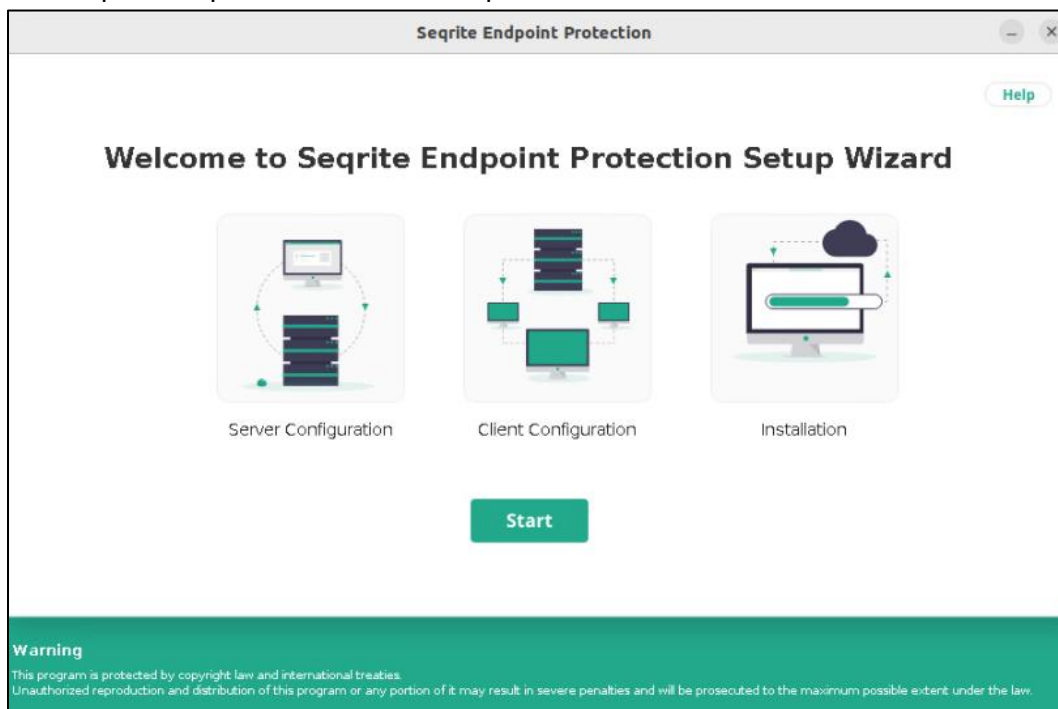 Seqrite Endpoint Protection
Help
Welcome to Seqrite Endpoint Protection Setup Wizard
Server Configuration
Client Configuration
Installation
Start
Warning
This program is protected by copyright law and international treaties.
Unauthorized reproduction and distribution of this program or any portion of it may result in severe penalties and will be prosecuted to the maximum possible extent under the law.